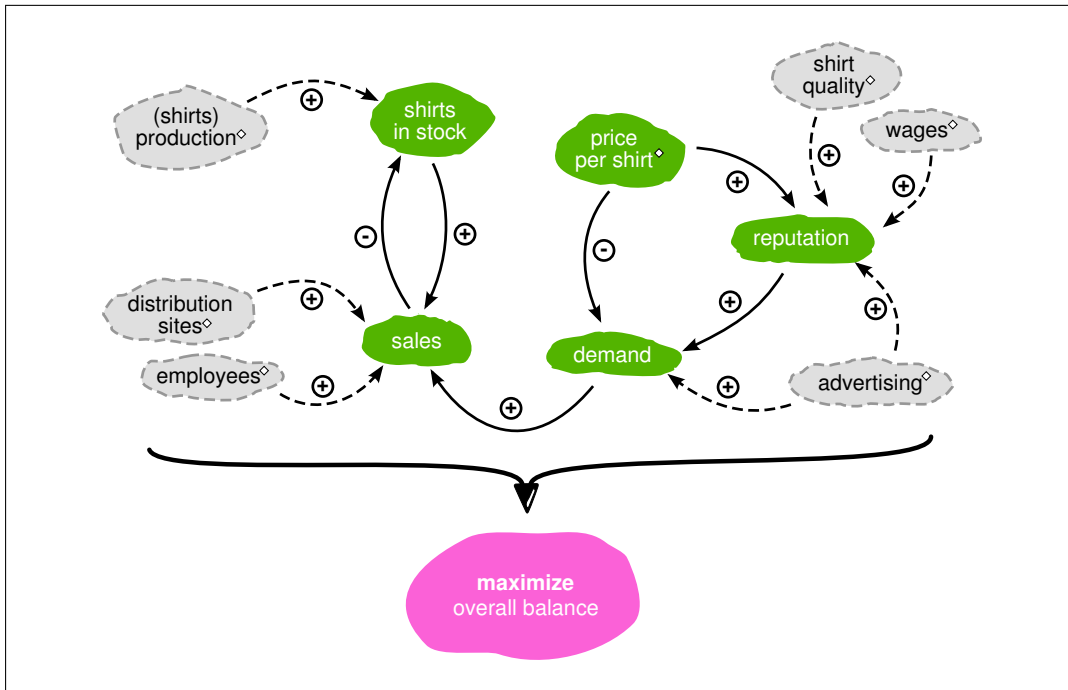 (shirts)
production◇
+
shirts
in stock
price
per shirt◇
shirt
quality◇
wages◇
+
+
+
-
+
-
reputation
distribution
sites◇
+
+
+
sales
demand
employees◇
+
+
+
advertising◇
maximize
overall balance